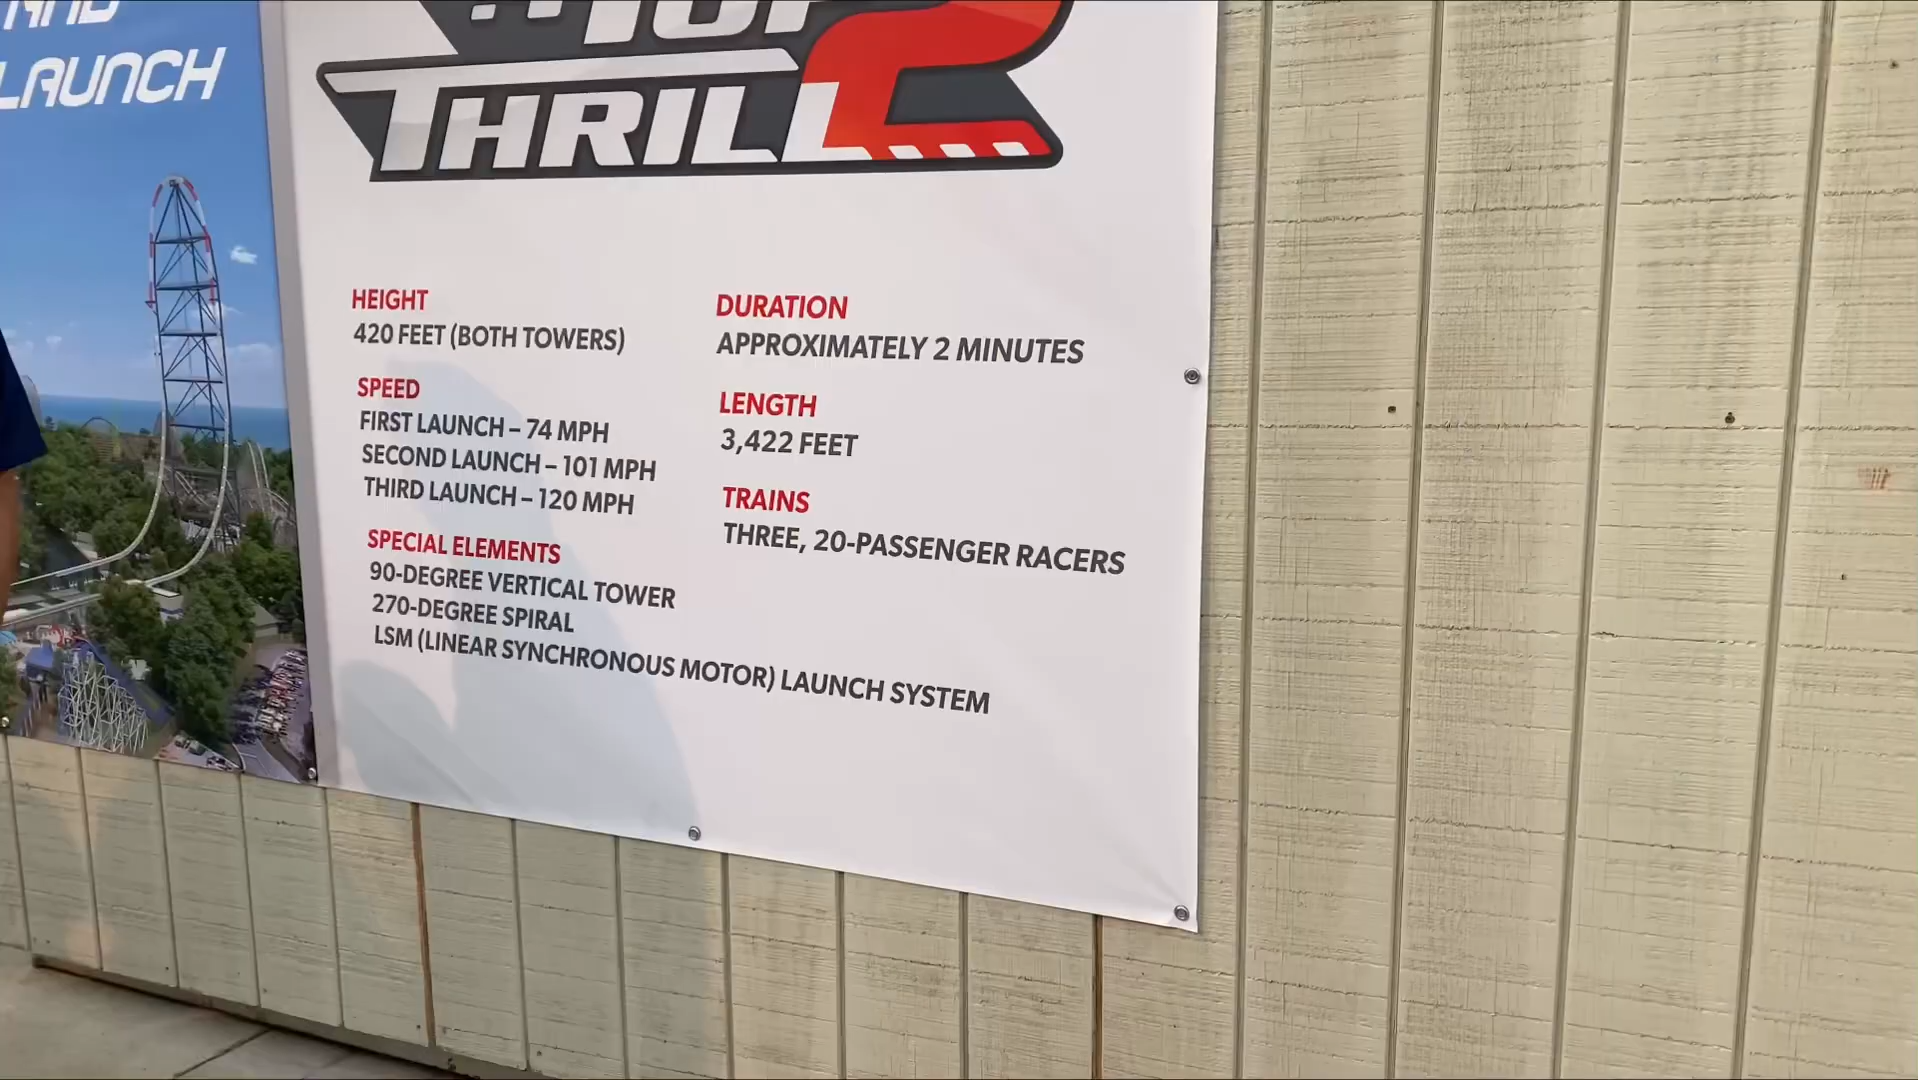 LAUNCH
TOP
THRILL 2
HEIGHT
420 FEET (BOTH TOWERS)
SPEED
FIRST LAUNCH – 74 MPH
SECOND LAUNCH – 101 MPH
THIRD LAUNCH – 120 MPH
SPECIAL ELEMENTS
90-DEGREE VERTICAL TOWER
270-DEGREE SPIRAL
LSM (LINEAR SYNCHRONOUS MOTOR) LAUNCH SYSTEM
DURATION
APPROXIMATELY 2 MINUTES
LENGTH
3,422 FEET
TRAINS
THREE, 20-PASSENGER RACERS